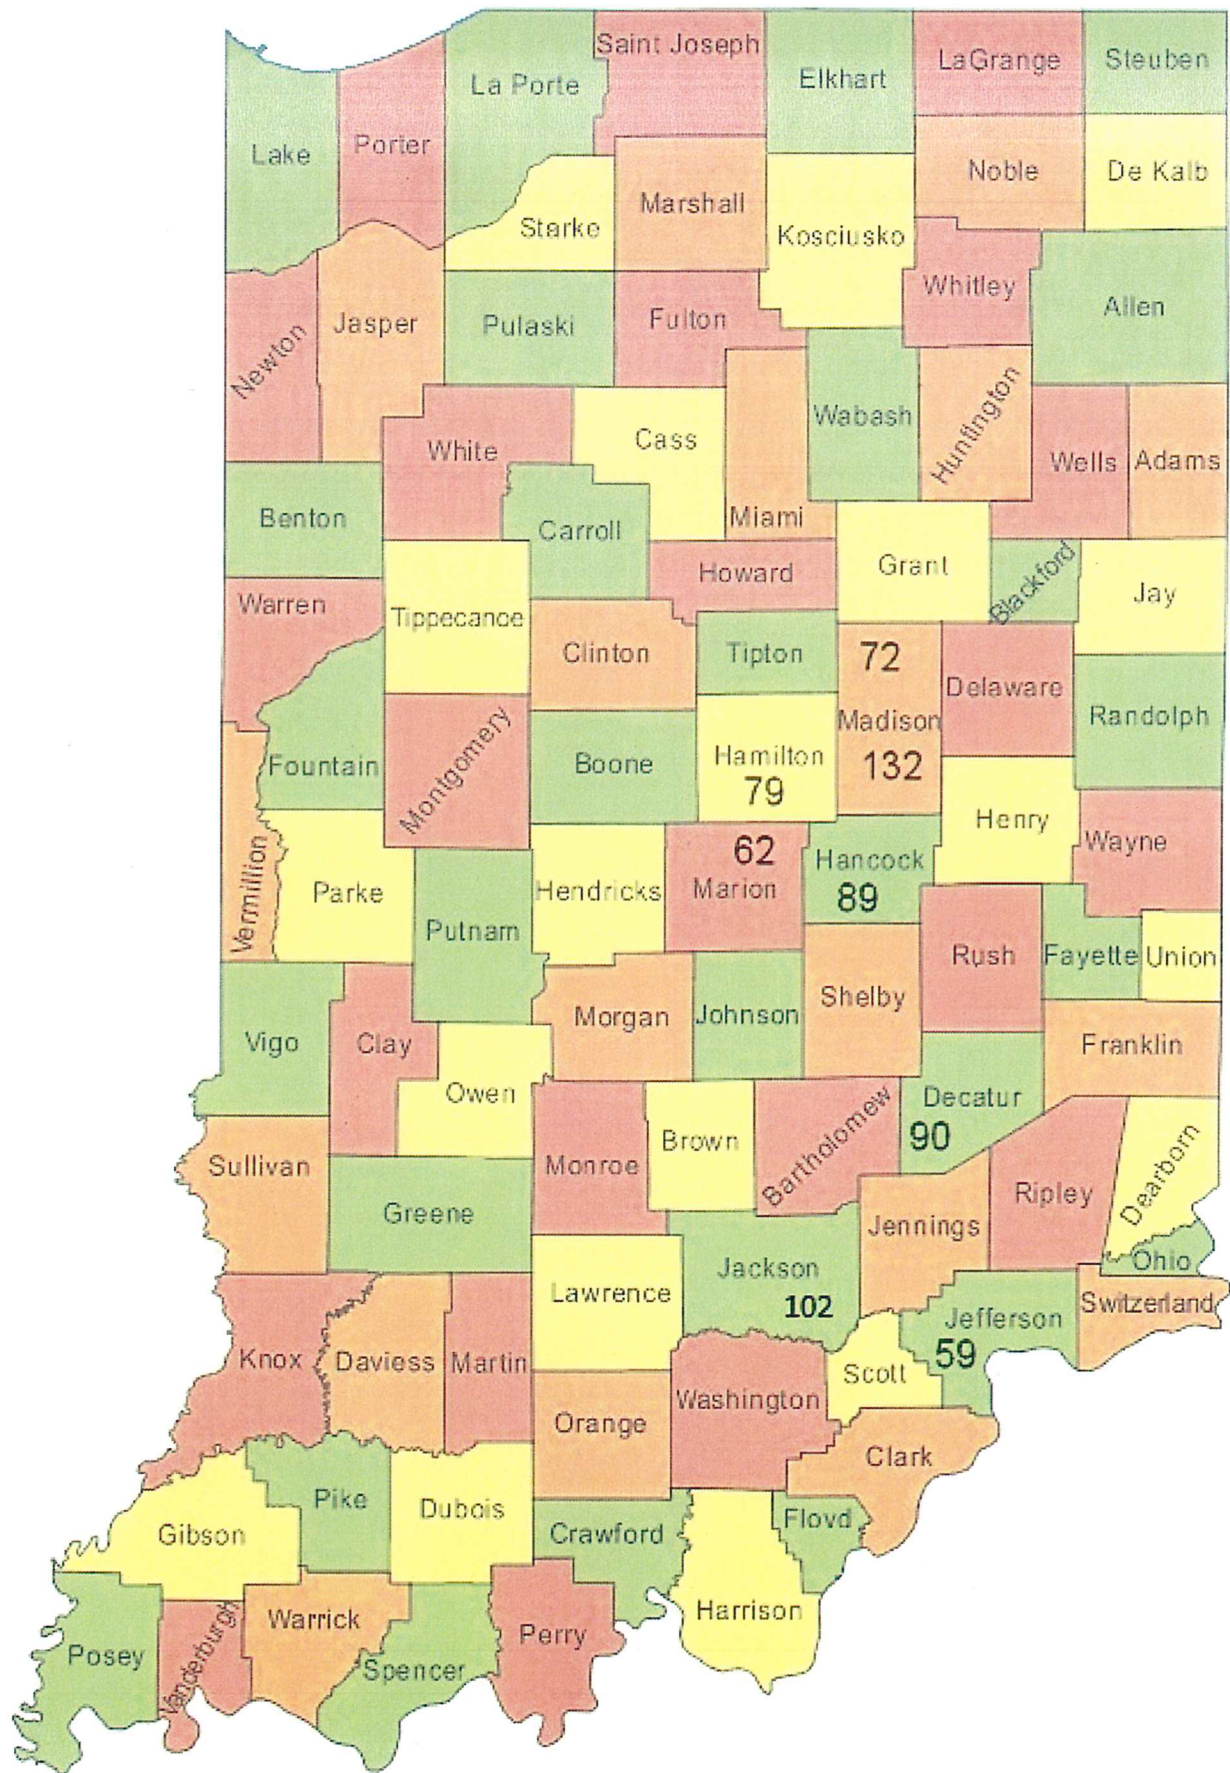 Saint Joseph
LaGrange
Steuben
Elkhart
La Porte
Porter
Lake
Noble
De Kalb
Marshall
Starke
Kosciusko
Whitley
Allen
Fulton
Pulaski
Jasper
Newton
Wabash
Huntington
Cass
White
Wells
Adams
Miami
Benton
Carroll
Grant
Howard
Blackford
Jay
Warren
Tippecanoe
Clinton
Tipton
72
Delaware
Madison
132
Randolph
Fountain
Montgomery
Boone
Hamilton
79
Henry
Wayne
62
Marion
Hancock
89
Hendricks
Parke
Vermillion
Putnam
Rush
Fayette
Union
Shelby
Johnson
Morgan
Vigo
Clay
Franklin
Owen
Decatur
90
Brown
Bartholomew
Monroe
Sullivan
Ripley
Dearborn
Greene
Jennings
Jackson
102
Ohio
Lawrence
Switzerland
Jefferson
59
Knox
Daviess
Martin
Scott
Washington
Orange
Clark
Pike
Dubois
Floyd
Crawford
Gibson
Harrison
Warrick
Perry
Posey
Vanderburgh
Spencer